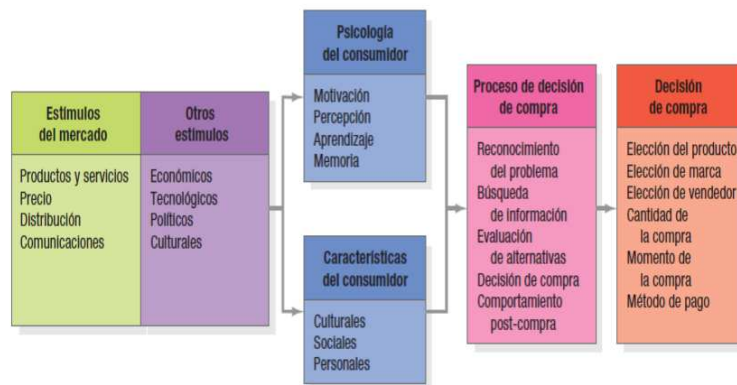 Estímulos
del mercado
Productos y servicios
Precio
Distribución
Comunicaciones
Otros
estímulos
Económicos
Tecnológicos
Políticos
Culturales
Psicología
del consumidor
Motivación
Percepción
Aprendizaje
Memoria
Características
del consumidor
Culturales
Sociales
Personales
Proceso de decisión
de compra
Reconocimiento
del problema
Búsqueda
de información
Evaluación
de alternativas
Decisión de compra
Comportamiento
post-compra
Decisión
de compra
Elección del producto
Elección de marca
Elección de vendedor
Cantidad de
la compra
Momento de
la compra
Método de pago